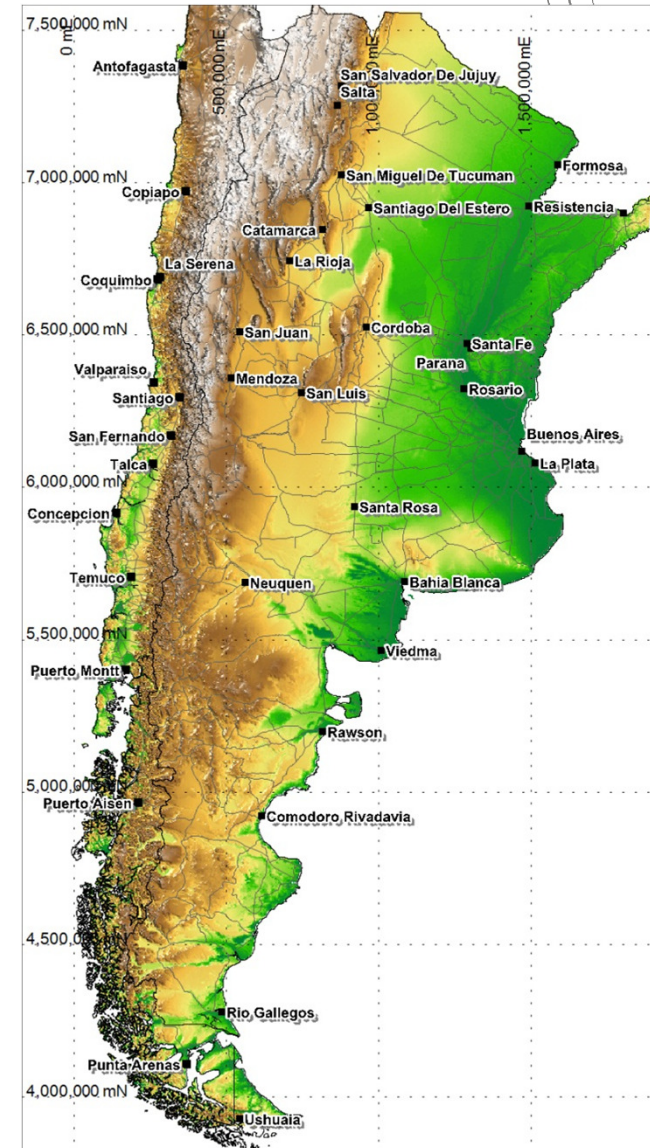 7,500,000 mN
0 mE
500,000 mE
1,000,000 mE
1,500,000 mE
Antofagasta
San Salvador De Jujuy
Salta
Formosa
San Miguel De Tucuman
7,000,000 mN
Copiapo
Santiago Del Estero
Resistencia
Catamarca
La Serena
La Rioja
Coquimbo
6,500,000 mN
San Juan
Cordoba
Santa Fe
Parana
Valparaiso
Mendoza
Rosario
Santiago
San Luis
San Fernando
Buenos Aires
Talca
La Plata
6,000,000 mN
Concepcion
Santa Rosa
Temuco
Neuquen
Bahia Blanca
5,500,000 mN
Viedma
Puerto Montt
Rawson
5,000,000 mN
Puerto Aisen
Comodoro Rivadavia
4,500,000 mN
Rio Gallegos
Punta Arenas
4,000,000 mN
Ushuaia